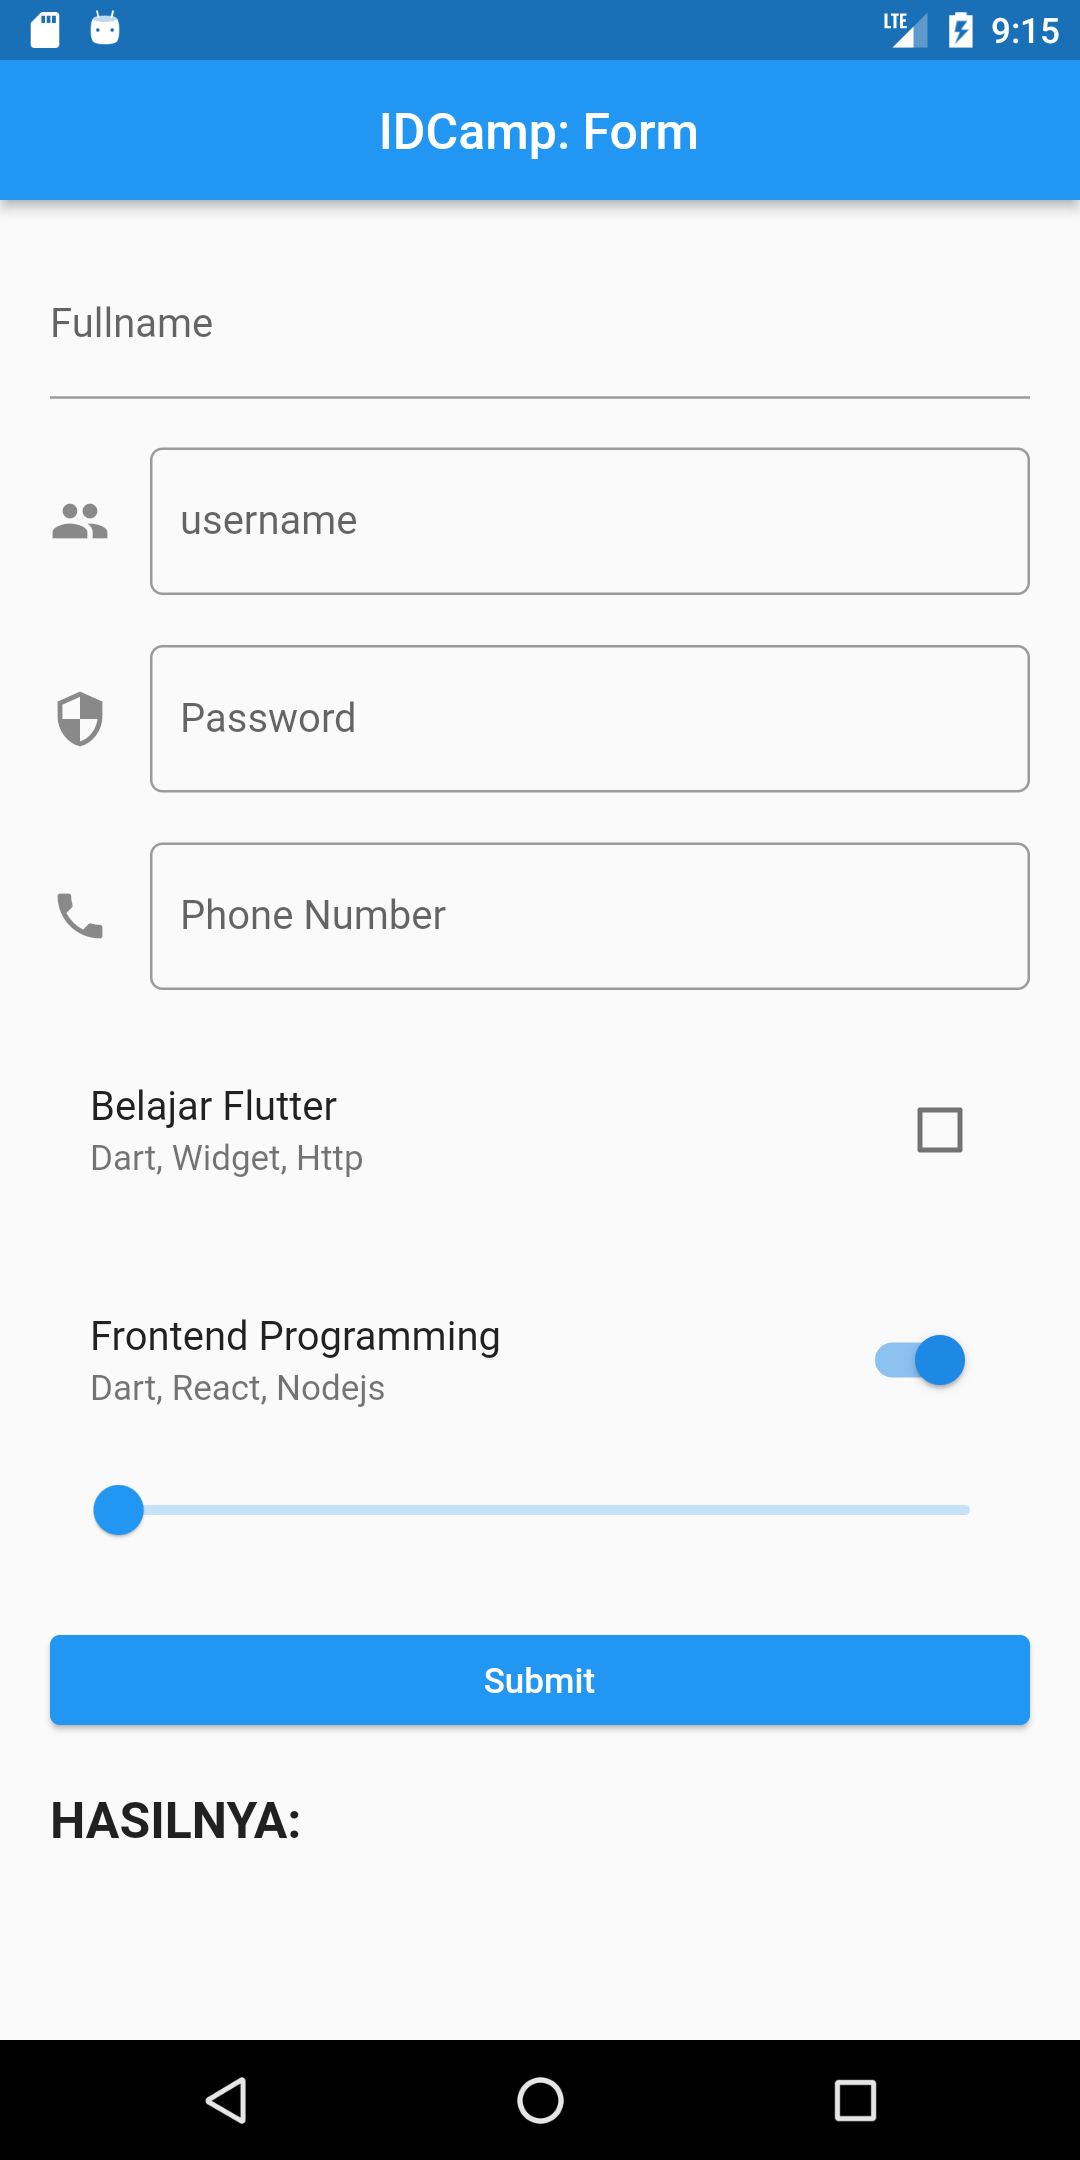 LTE 9:15
IDCamp: Form
Fullname
username
Password
Phone Number
Belajar Flutter
Dart, Widget, Http
Frontend Programming
Dart, React, Nodejs
Submit
HASILNYA: